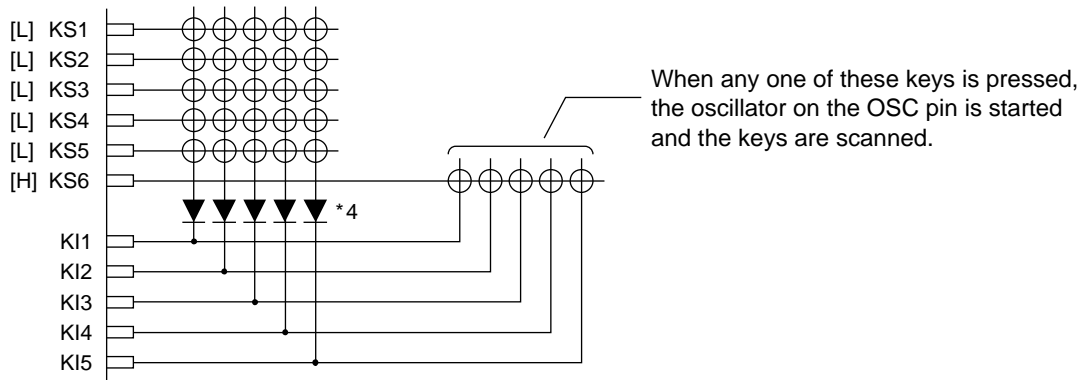 [L] KS1
[L] KS2
[L] KS3
[L] KS4
[L] KS5
[H] KS6
When any one of these keys is pressed,
the oscillator on the OSC pin is started
and the keys are scanned.
*4
KI1
KI2
KI3
KI4
KI5